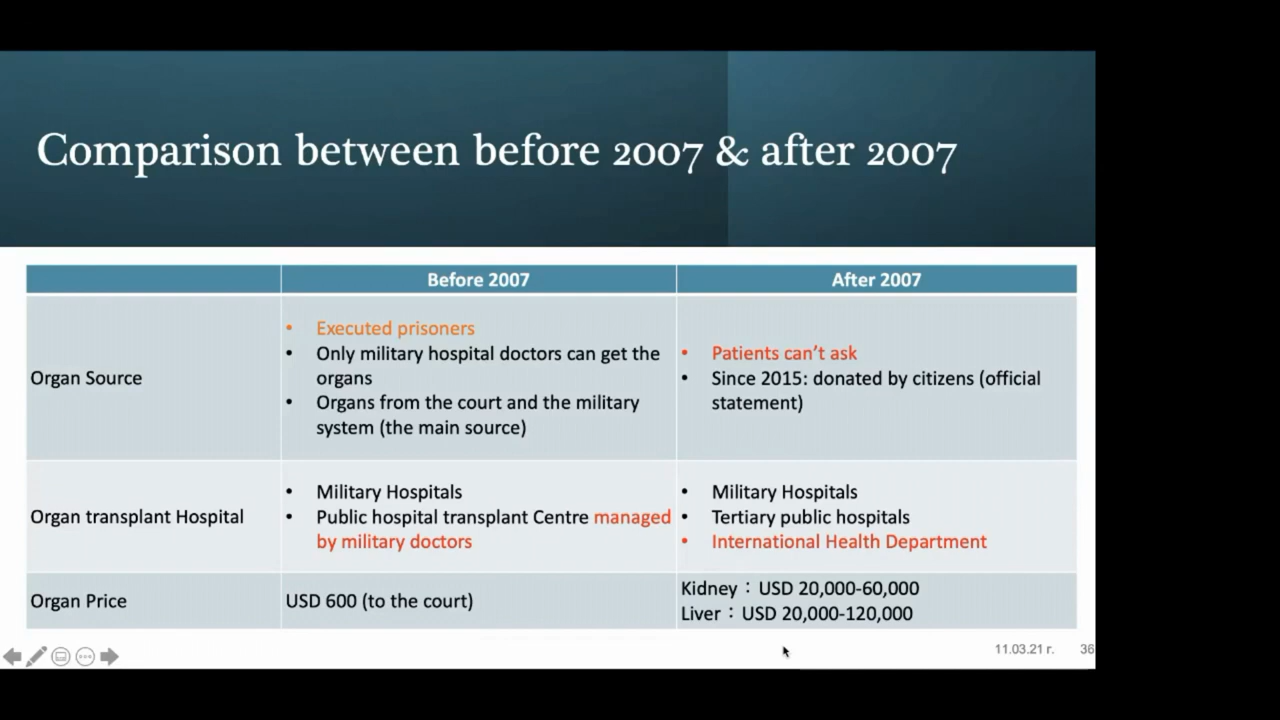 Comparison between before 2007 & after 2007
Before 2007
After 2007
Organ Source
• Executed prisoners
• Only military hospital doctors can get the
organs
• Organs from the court and the military
system (the main source)
• Patients can’t ask
• Since 2015: donated by citizens (official
statement)
Organ transplant Hospital
• Military Hospitals
• Public hospital transplant Centre managed
by military doctors
• Military Hospitals
• Tertiary public hospitals
• International Health Department
Organ Price
USD 600 (to the court)
Kidney：USD 20,000-60,000
Liver：USD 20,000-120,000
11.03.21 г.
36